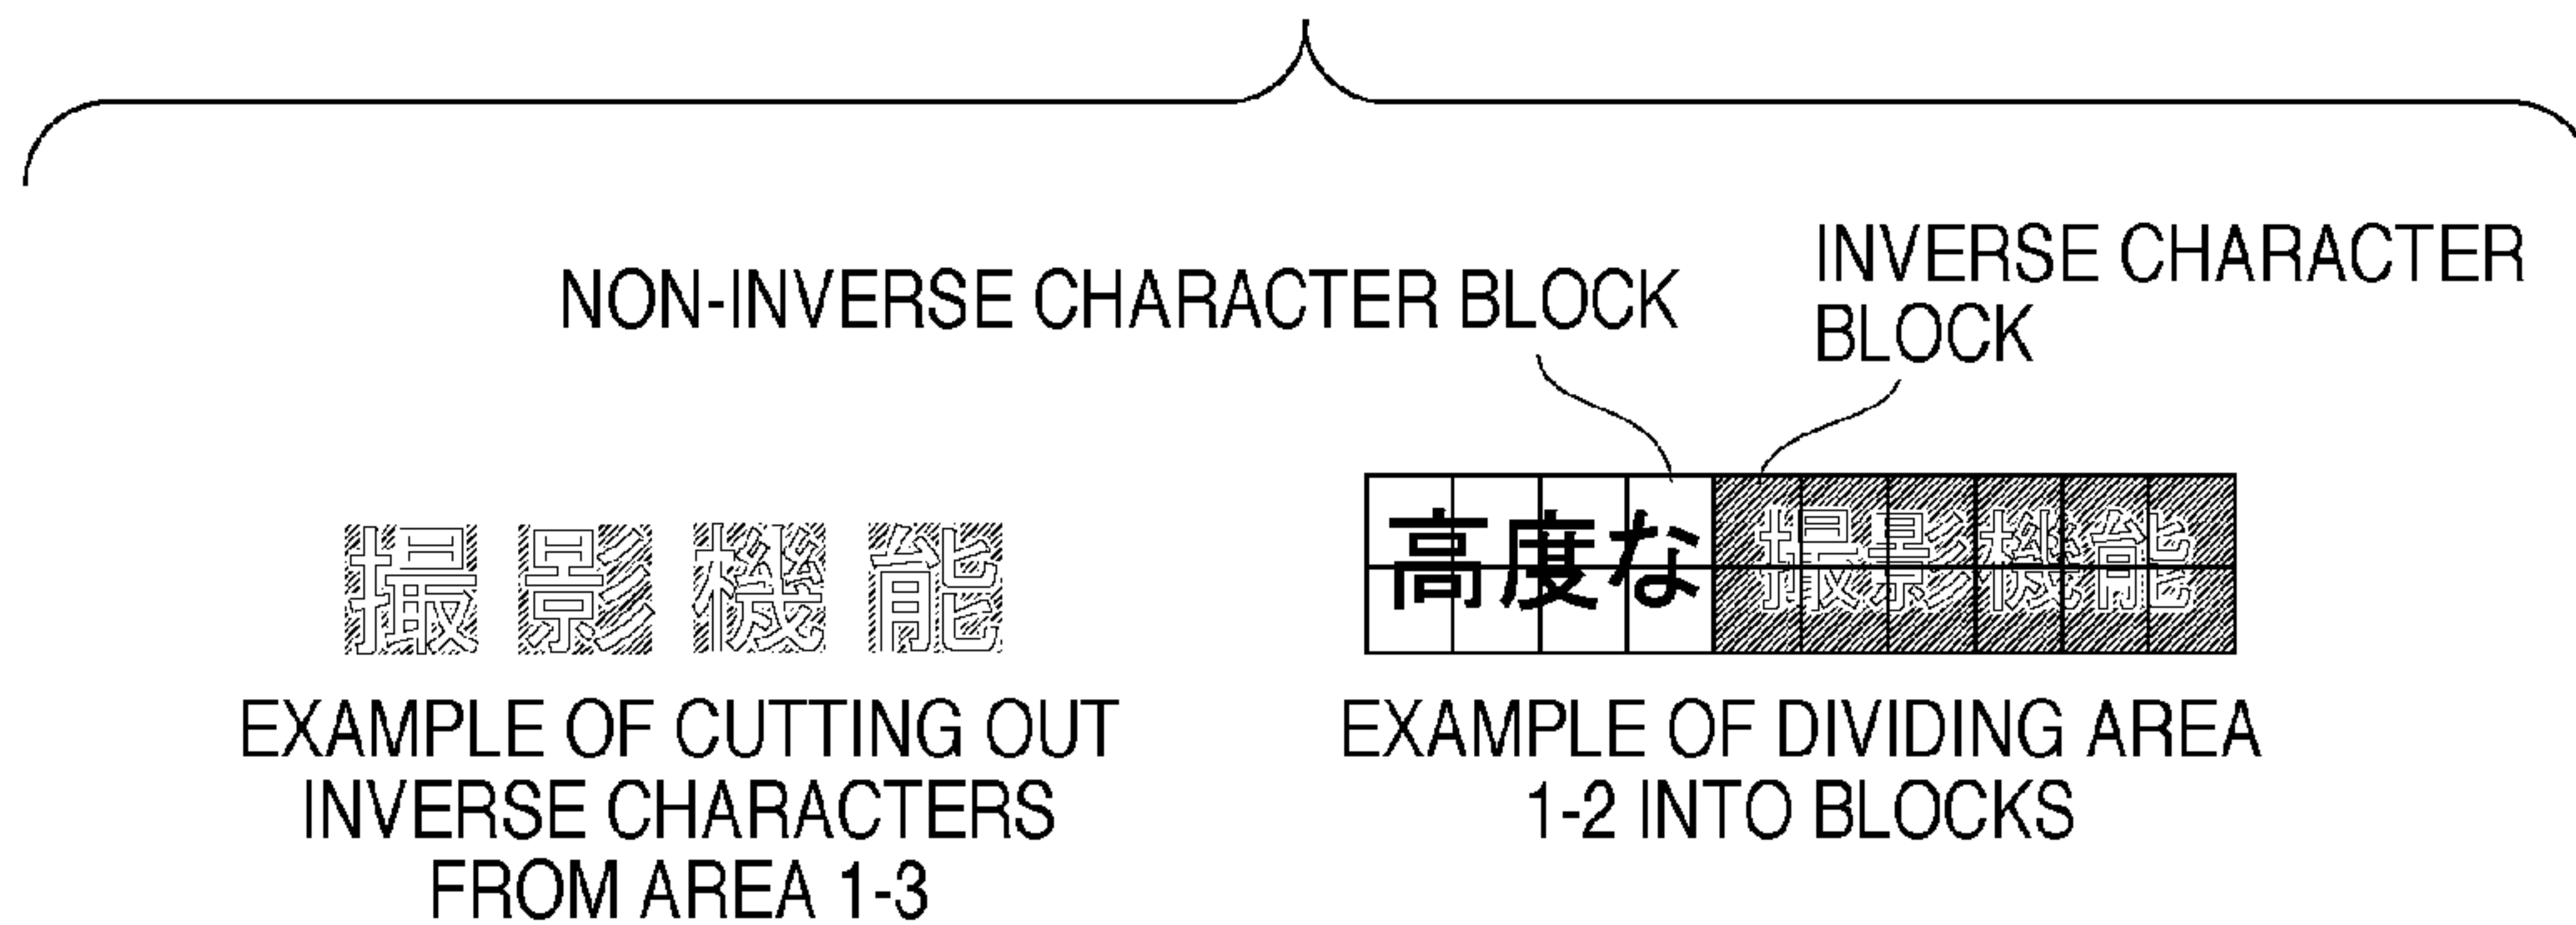 NON-INVERSE CHARACTER BLOCK
INVERSE CHARACTER
BLOCK
撮影機能
高度な撮影機能
EXAMPLE OF CUTTING OUT
INVERSE CHARACTERS
FROM AREA 1-3
EXAMPLE OF DIVIDING AREA
1-2 INTO BLOCKS